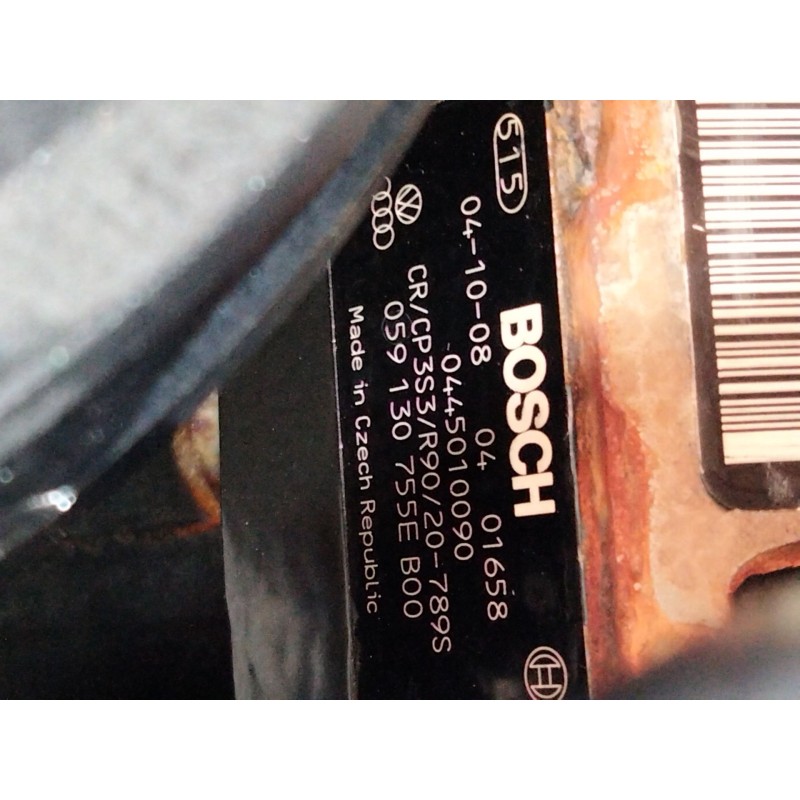 515
BOSCH
04-10-08 04 01658
0445010090
CR/CP3S3/R90/20-789S
059 130 755E B00
Made in Czech Republic